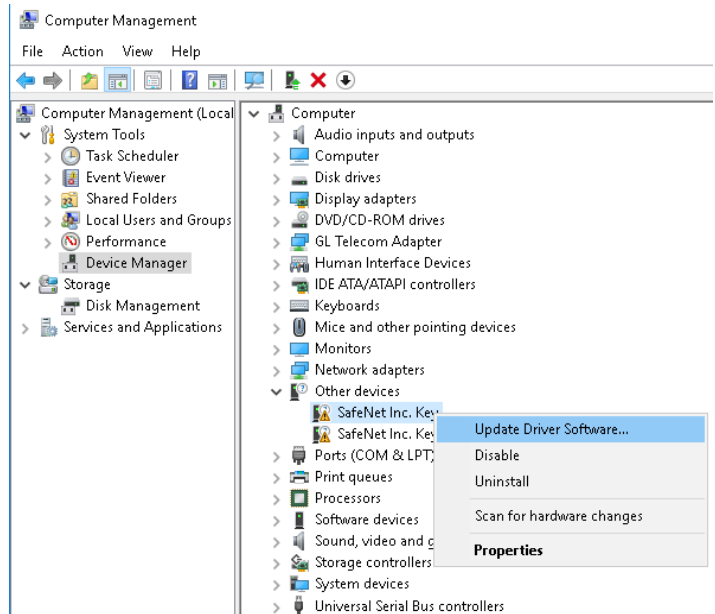 Computer Management
File Action View Help
Computer Management (Local
System Tools
Task Scheduler
Event Viewer
Shared Folders
Local Users and Groups
Performance
Device Manager
Storage
Disk Management
Services and Applications
Computer
Audio inputs and outputs
Computer
Disk drives
Display adapters
DVD/CD-ROM drives
GL Telecom Adapter
Human Interface Devices
IDE ATA/ATAPI controllers
Keyboards
Mice and other pointing devices
Monitors
Network adapters
Other devices
SafeNet Inc. Key
SafeNet Inc. Key
Ports (COM & LPT)
Print queues
Processors
Software devices
Sound, video and g
Storage controllers
System devices
Universal Serial Bus controllers
Update Driver Software...
Disable
Uninstall
Scan for hardware changes
Properties